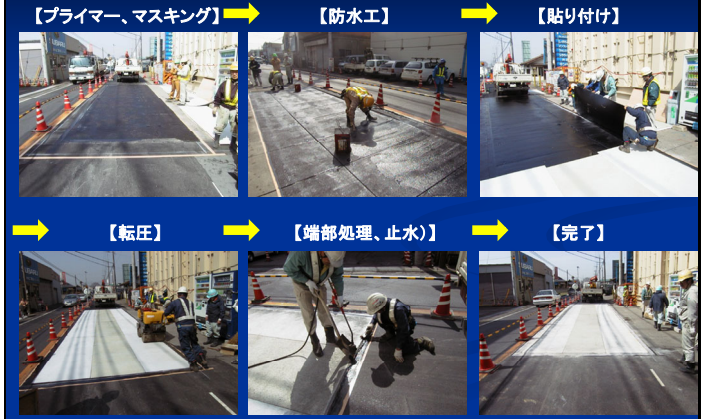 【プライマー、マスキング】
【防水工】
【貼り付け】
【転圧】
【端部処理、止水)】
【完了】